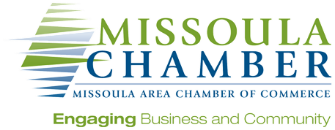 MISSOULA
CHAMBER
MISSOULA AREA CHAMBER OF COMMERCE
Engaging Business and Community.